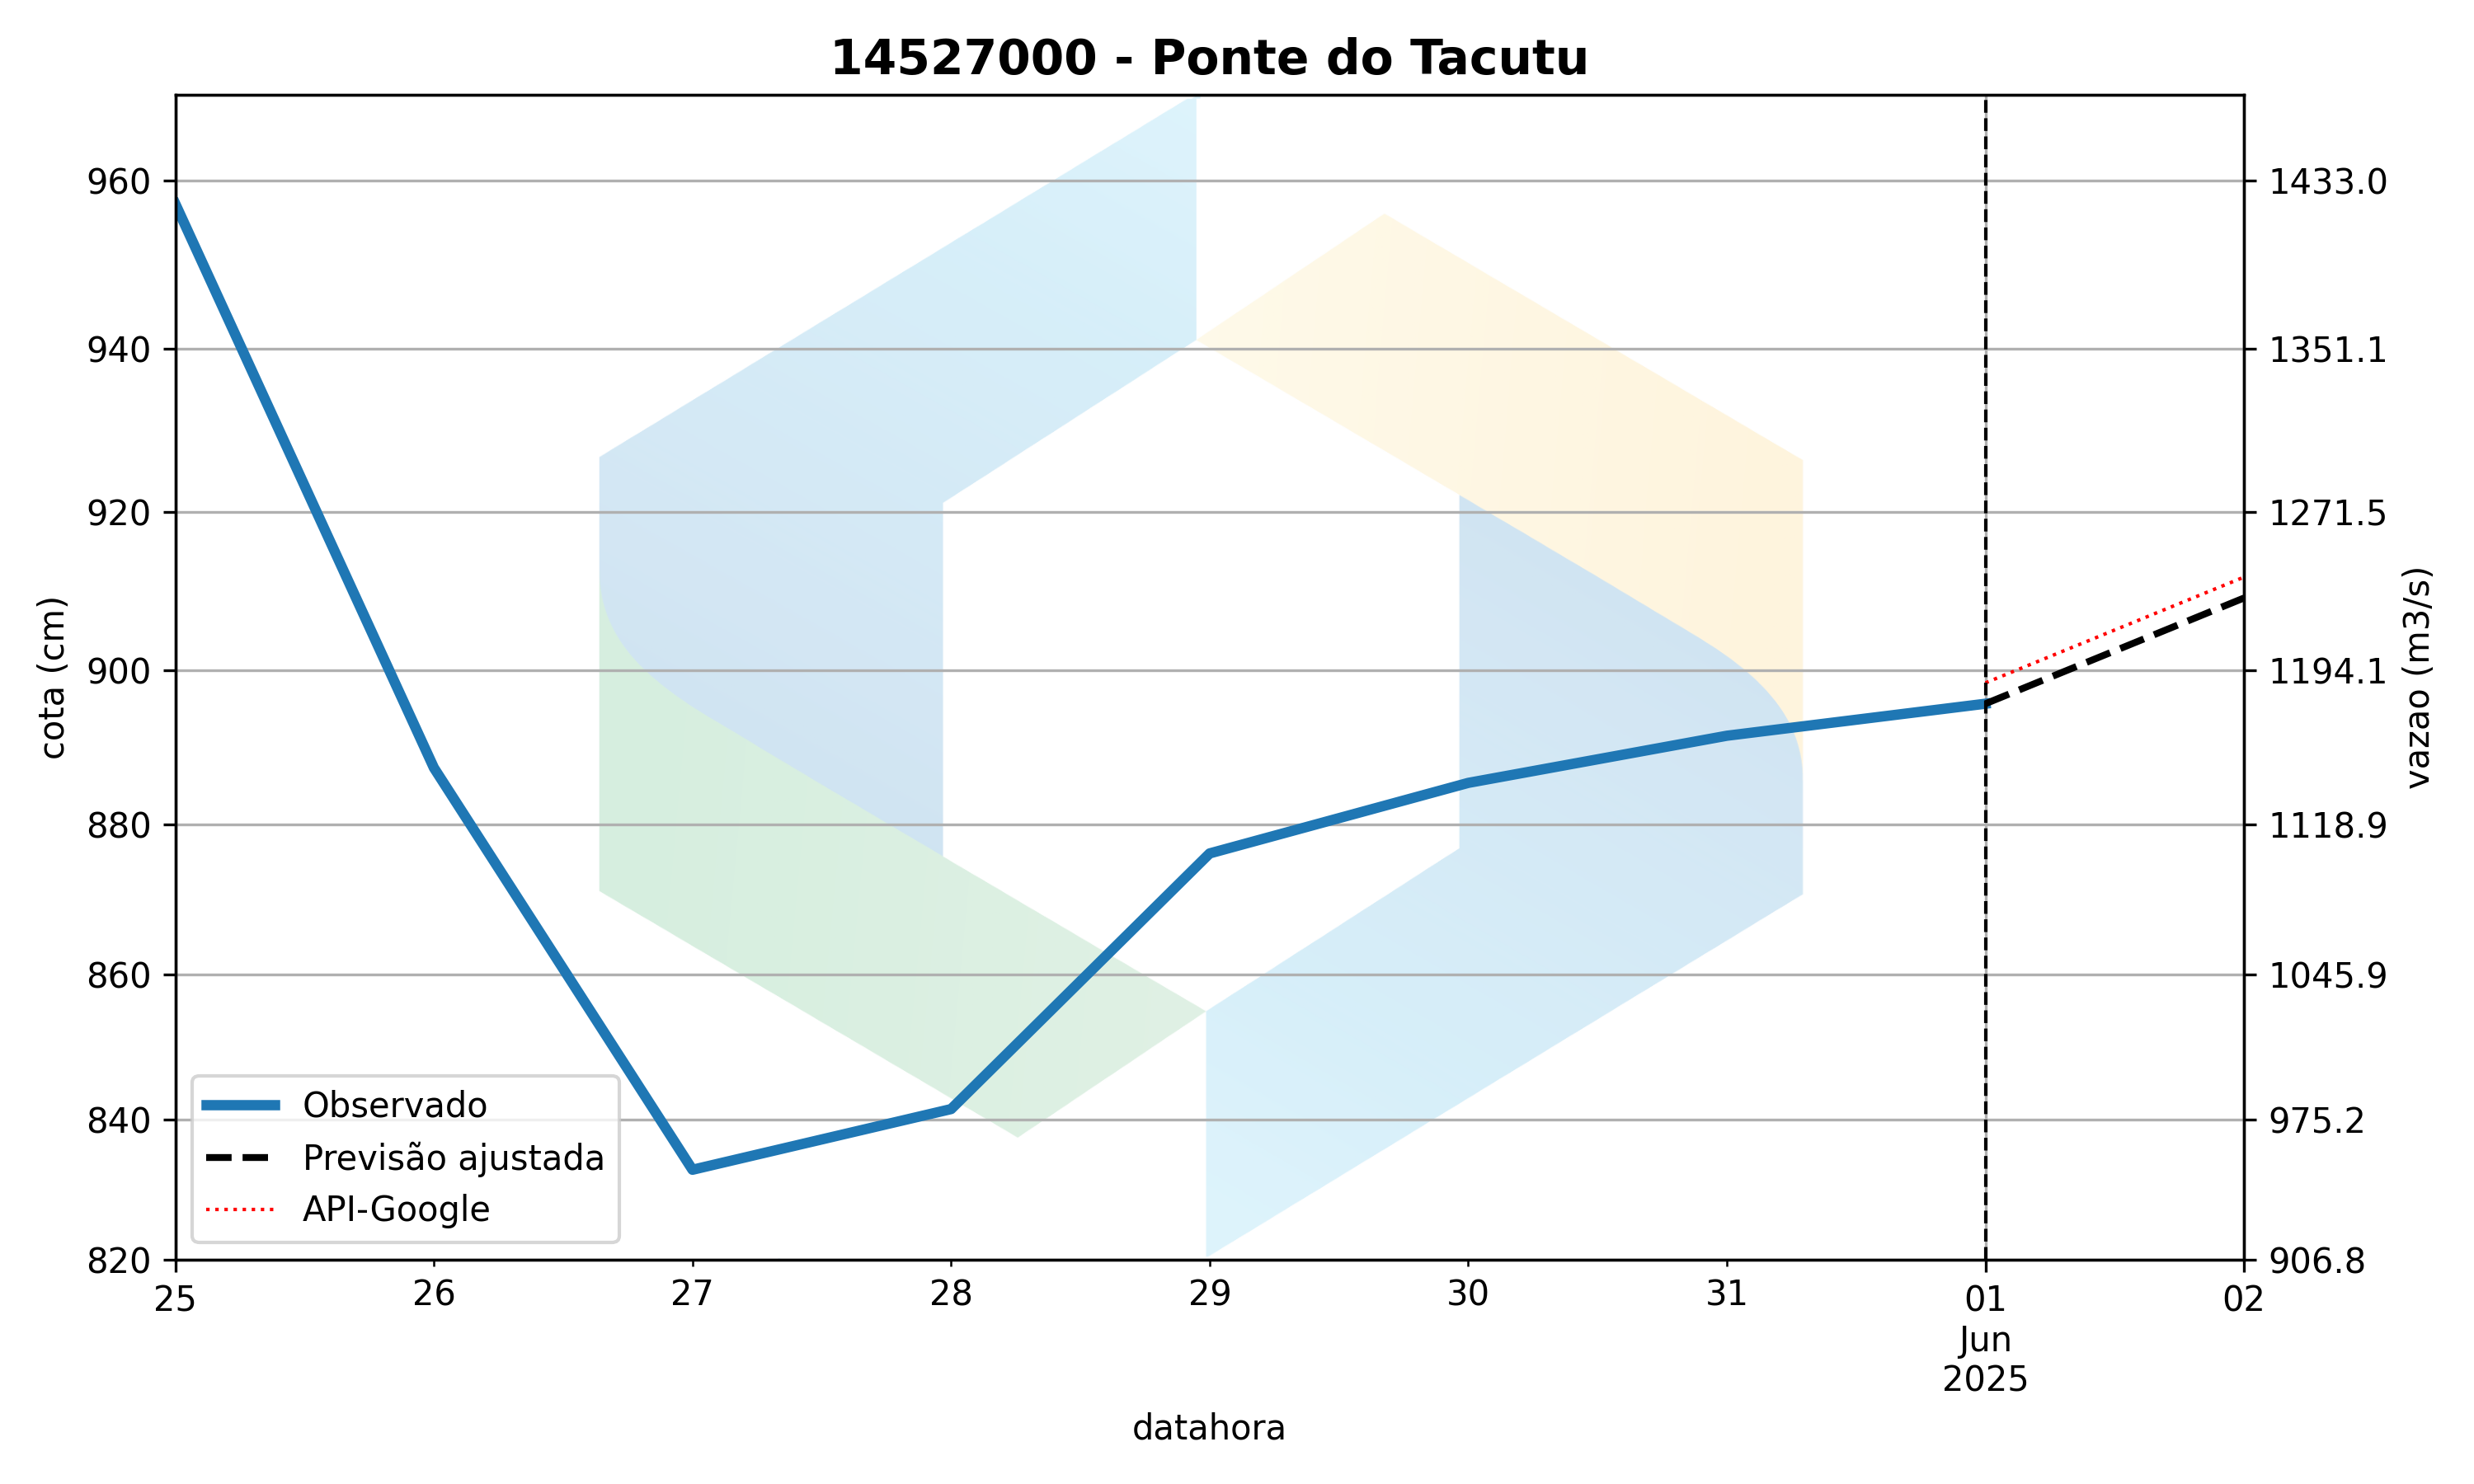 14527000 - Ponte do Tacutu
960
940
920
900
880
860
840
820
cota (cm)
1433.0
1351.1
1271.5
1194.1
1118.9
1045.9
975.2
906.8
vazao (m3/s)
Observado
Previsão ajustada
API-Google
25 26 27 28 29 30 31 01 02
Jun
2025
datahora